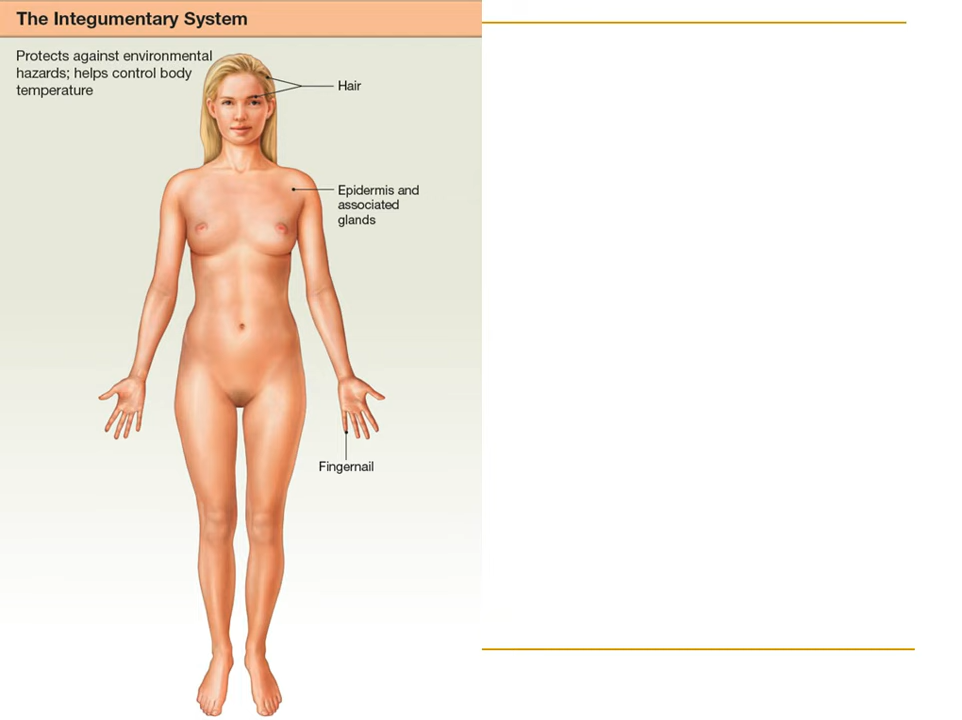 The Integumentary System
Protects against environmental
hazards; helps control body
temperature
Hair
Epidermis and
associated
glands
Fingernail